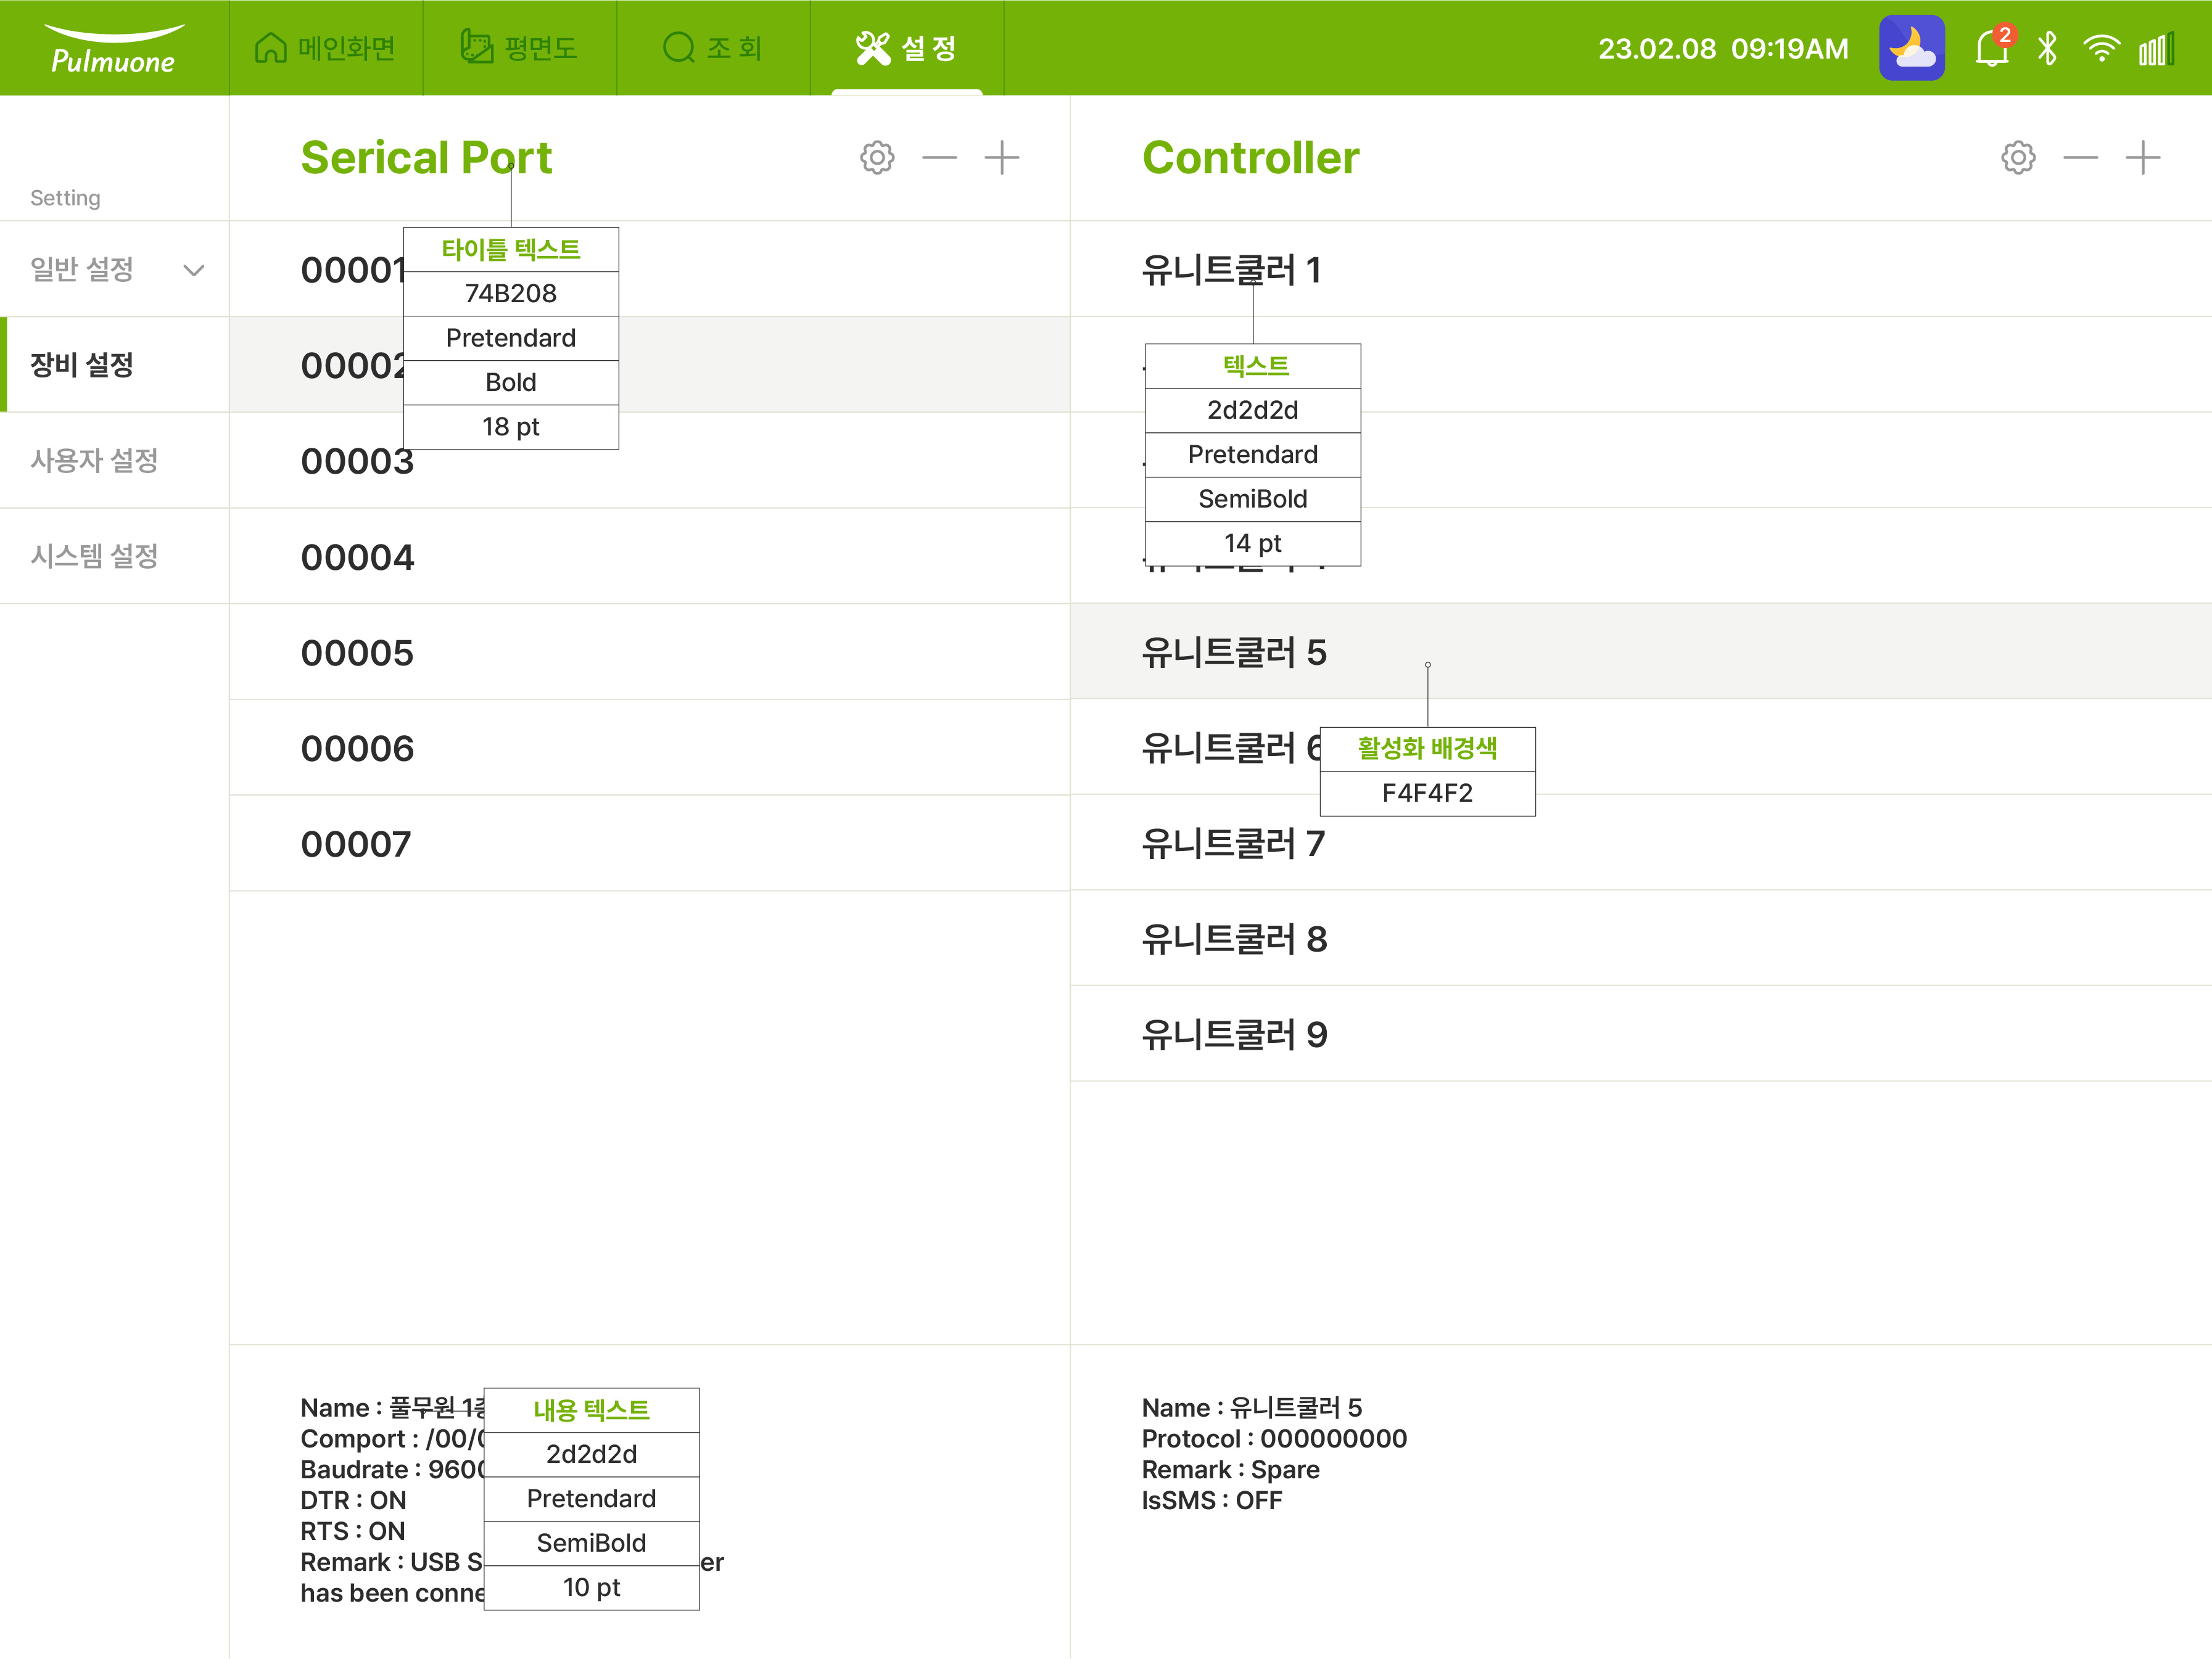 Pulmuone
메인화면
평면도
조 회
설 정
23.02.08 09:19AM
2
Setting
일반 설정
장비 설정
사용자 설정
시스템 설정
Serical Port
00001
00002
00003
00004
00005
00006
00007
타이틀 텍스트
74B208
Pretendard
Bold
18 pt
Controller
유니트쿨러 1
유니트쿨러 5
유니트쿨러 6
유니트쿨러 7
유니트쿨러 8
유니트쿨러 9
텍스트
2d2d2d
Pretendard
SemiBold
14 pt
활성화 배경색
F4F4F2
Name : 풀무원 1층
Comport : /00/
Baudrate : 9600
DTR : ON
RTS : ON
Remark : USB S
has been conne
내용 텍스트
2d2d2d
Pretendard
SemiBold
10 pt
Name : 유니트쿨러 5
Protocol : 000000000
Remark : Spare
IsSMS : OFF